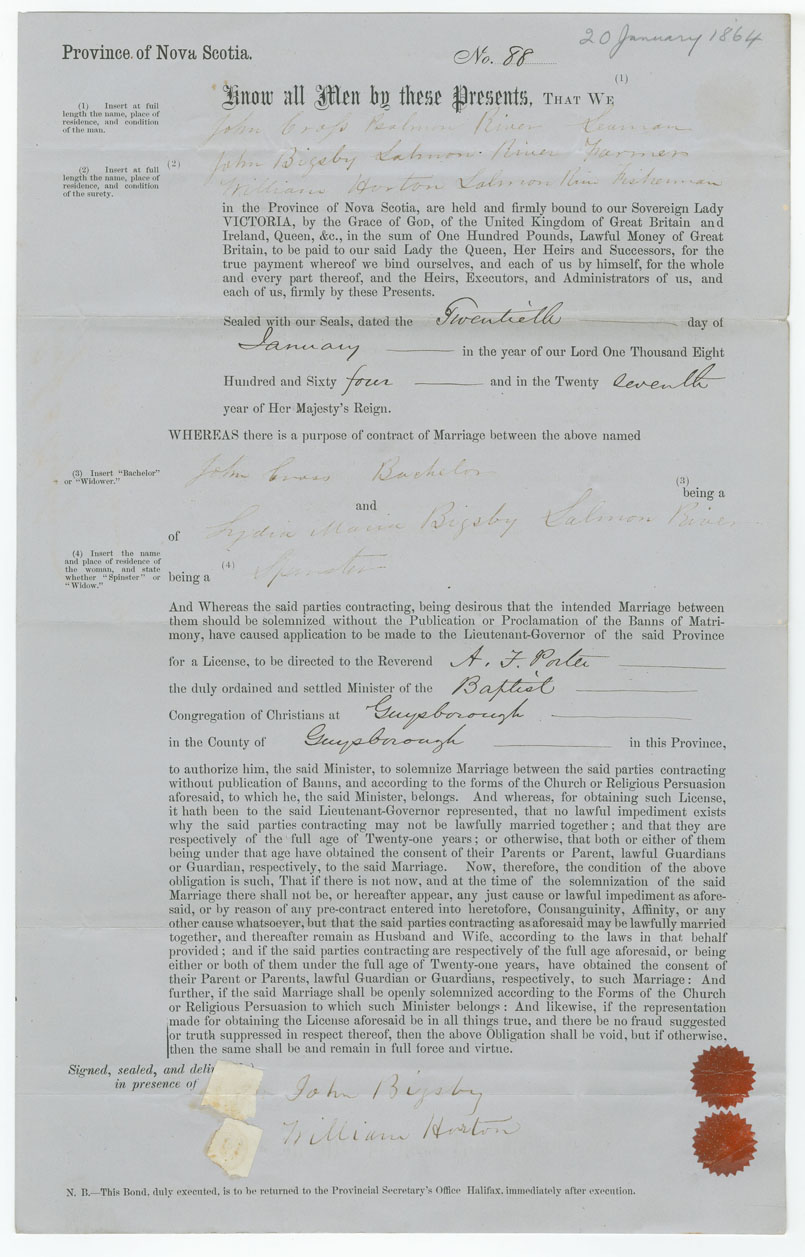 20 January 1864
Province of Nova Scotia.
No. 88
(1)
Know all Men by these Presents, THAT WE
(1) Insert at full
length the name, place of
residence, and condition
of the man.
John Cross Salmon River Seaman
(2)
John Bigsby Salmon River Farmer
(2) Insert at full
length the name, place of
residence, and condition
of the surety.
William Horton Salmon River Fisherman
in the Province of Nova Scotia, are held and firmly bound to our Sovereign Lady
VICTORIA, by the Grace of GOD, of the United Kingdom of Great Britain and
Ireland, Queen, &c., in the sum of One Hundred Pounds, Lawful Money of Great
Britain, to be paid to our said Lady the Queen, Her Heirs and Successors, for the
true payment whereof we bind ourselves, and each of us by himself, for the whole
and every part thereof, and the Heirs, Executors, and Administrators of us, and
each of us, firmly by these Presents.
Sealed with our Seals, dated the Twentieth day of
January in the year of our Lord One Thousand Eight
Hundred and Sixty four and in the Twenty seventh
year of Her Majesty's Reign.
WHEREAS there is a purpose of contract of Marriage between the above named
(3) Insert "Bachelor"
or "Widower."
John Cross Bachelor
(3)
being a
and
of Lydia Maria Bigsby Salmon River
(4) Insert the name
and place of residence of
the woman, and state
whether "Spinster" or
"Widow."
(4)
being a Spinster
And Whereas the said parties contracting, being desirous that the intended Marriage between
them should be solemnized without the Publication or Proclamation of the Banns of Matri-
mony, have caused application to be made to the Lieutenant-Governor of the said Province
for a License, to be directed to the Reverend A. F. Porter
the duly ordained and settled Minister of the Baptist
Congregation of Christians at Guysborough
in the County of Guysborough in this Province,
to authorize him, the said Minister, to solemnize Marriage between the said parties contracting
without publication of Banns, and according to the forms of the Church or Religious Persuasion
aforesaid, to which he, the said Minister, belongs. And whereas, for obtaining such License,
it hath been to the said Lieutenant-Governor represented, that no lawful impediment exists
why the said parties contracting may not be lawfully married together; and that they are
respectively of the full age of Twenty-one years; or otherwise, that both or either of them
being under that age have obtained the consent of their Parents or Parent, lawful Guardians
or Guardian, respectively, to the said Marriage. Now, therefore, the condition of the above
obligation is such, That if there is not now, and at the time of the solemnization of the said
Marriage there shall not be, or hereafter appear, any just cause or lawful impediment as afore-
said, or by reason of any pre-contract entered into heretofore, Consanguinity, Affinity, or any
other cause whatsoever, but that the said parties contracting as aforesaid may be lawfully married
together, and thereafter remain as Husband and Wife, according to the laws in that behalf
provided; and if the said parties contracting are respectively of the full age aforesaid, or being
either or both of them under the full age of Twenty-one years, have obtained the consent of
their Parent or Parents, lawful Guardian or Guardians, respectively, to such Marriage: And
further, if the said Marriage shall be openly solemnized according to the Forms of the Church
or Religious Persuasion to which such Minister belongs: And likewise, if the representation
made for obtaining the License aforesaid be in all things true, and there be no fraud suggested
or truth suppressed in respect thereof, then the above Obligation shall be void, but if otherwise,
then the same shall be and remain in full force and virtue.
Signed, sealed, and deli
in presence of
John Bigsby
William Horton
N. B.—This Bond, duly executed, is to be returned to the Provincial Secretary's Office Halifax, immediately after execution.